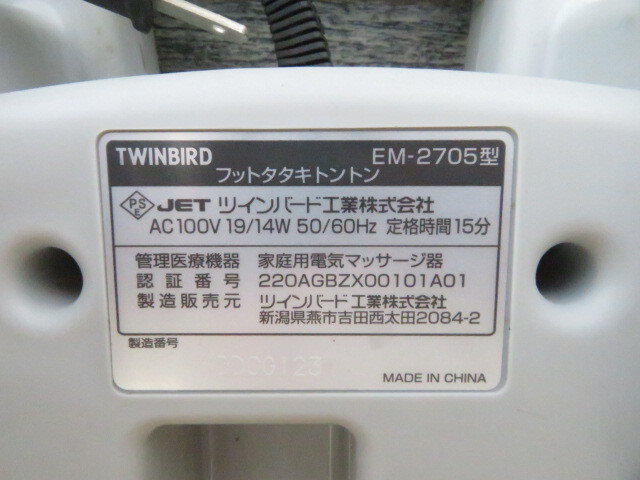 TWINBIRD EM-2705型
フットタタキトントン
PSE JET ツインバード工業株式会社
AC100V 19/14W 50/60Hz 定格時間15分
管理医療機器 家庭用電気マッサージ器
認証番号 220AGBZX00101A01
製造販売元 ツインバード工業株式会社
新潟県燕市吉田西太田2084-2
製造番号
MADE IN CHINA